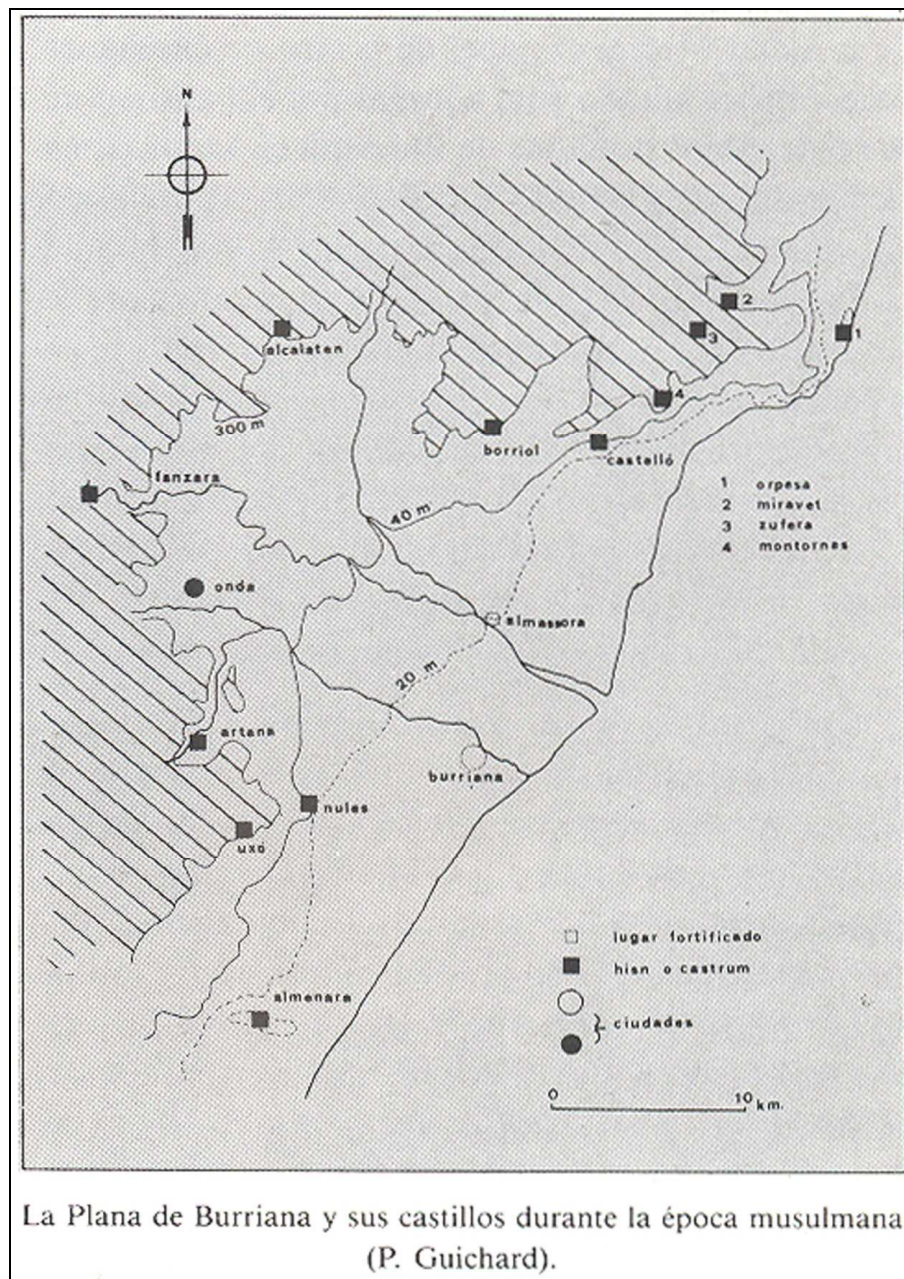 N
alcalaten
300 m
fanzara
borriol
castelló
40 m
1
2
3
4
1 orpesa
2 miravet
3 zufera
4 montornes
onda
almassora
20 m
artana
burriana
nules
uxó
almenara
lugar fortificado
hisn o castrum
ciudades
0 10 km.
La Plana de Burriana y sus castillos durante la época musulmana
(P. Guichard).